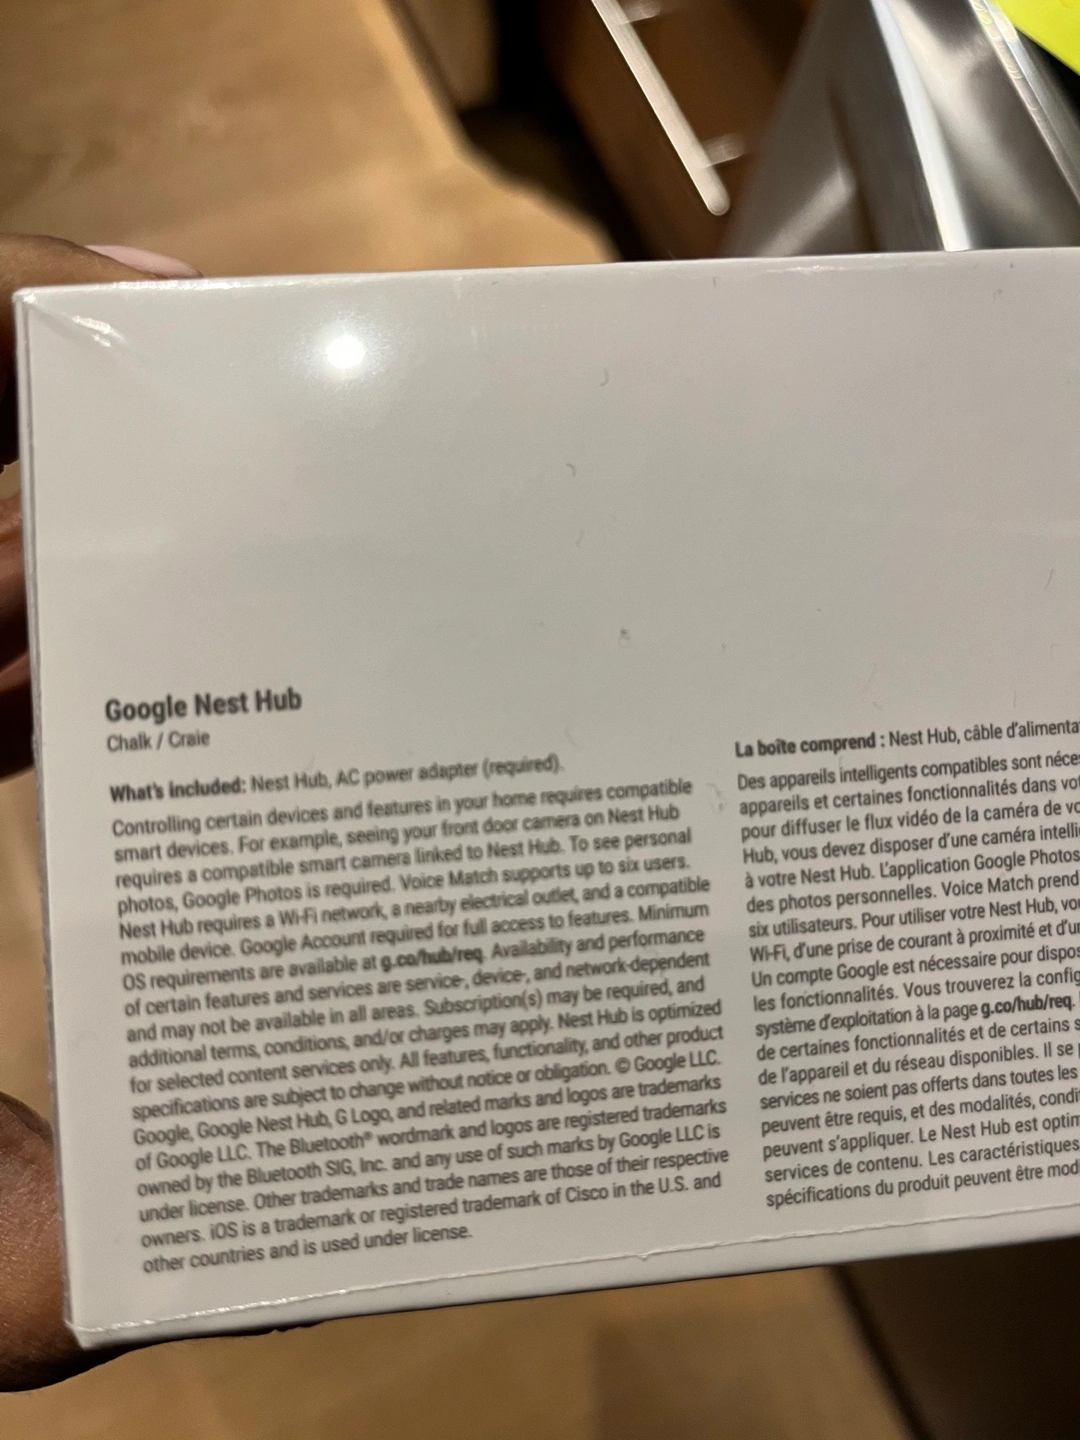 Google Nest Hub
Chalk / Craie
What's included: Nest Hub, AC power adapter (required).
Controlling certain devices and features in your home requires compatible
smart devices. For example, seeing your front door camera on Nest Hub
requires a compatible smart camera linked to Nest Hub. To see personal
photos, Google Photos is required. Voice Match supports up to six users.
Nest Hub requires a Wi-Fi network, a nearby electrical outlet, and a compatible
mobile device. Google Account required for full access to features. Minimum
OS requirements are available at g.co/hub/req. Availability and performance
of certain features and services are service-, device-, and network-dependent
and may not be available in all areas. Subscription(s) may be required, and
additional terms, conditions, and/or charges may apply. Nest Hub is optimized
for selected content services only. All features, functionality, and other product
specifications are subject to change without notice or obligation. © Google LLC.
Google, Google Nest Hub, G Logo, and related marks and logos are trademarks
of Google LLC. The Bluetooth® wordmark and logos are registered trademarks
owned by the Bluetooth SIG, Inc. and any use of such marks by Google LLC is
under license. Other trademarks and trade names are those of their respective
owners. iOS is a trademark or registered trademark of Cisco in the U.S. and
other countries and is used under license.
La boîte comprend : Nest Hub, câble d'alimenta
Des appareils intelligents compatibles sont néce
appareils et certaines fonctionnalités dans vot
pour diffuser le flux vidéo de la caméra de vo
Hub, vous devez disposer d'une caméra intelli
à votre Nest Hub. L'application Google Photos
des photos personnelles. Voice Match prend
six utilisateurs. Pour utiliser votre Nest Hub, vou
Wi-Fi, d'une prise de courant à proximité et d'un
Un compte Google est nécessaire pour dispos
les fonctionnalités. Vous trouverez la config
système d'exploitation à la page g.co/hub/req.
de certaines fonctionnalités et de certains s
de l'appareil et du réseau disponibles. Il se p
services ne soient pas offerts dans toutes les
peuvent être requis, et des modalités, condit
peuvent s'appliquer. Le Nest Hub est optim
services de contenu. Les caractéristiques
spécifications du produit peuvent être mod